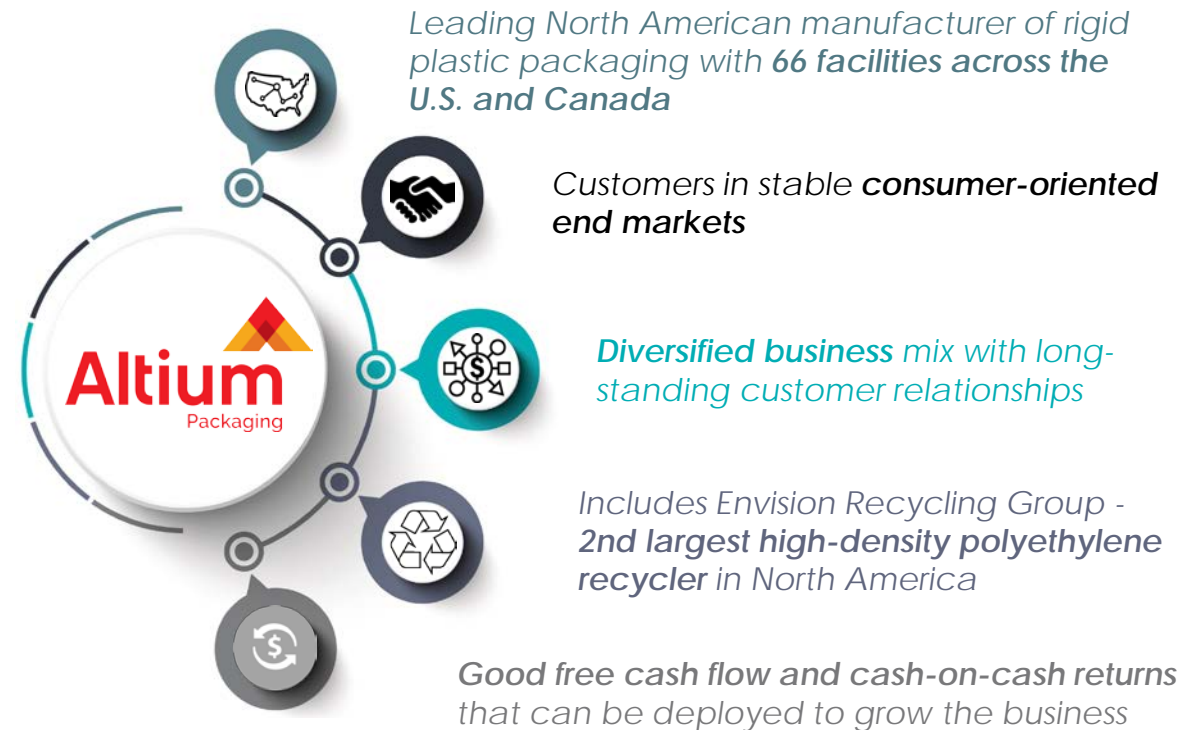 Leading North American manufacturer of rigid
plastic packaging with 66 facilities across the
U.S. and Canada
Customers in stable consumer-oriented
end markets
Altium
Packaging
$
Diversified business mix with long-
standing customer relationships
Includes Envision Recycling Group -
2nd largest high-density polyethylene
recycler in North America
$
Good free cash flow and cash-on-cash returns
that can be deployed to grow the business